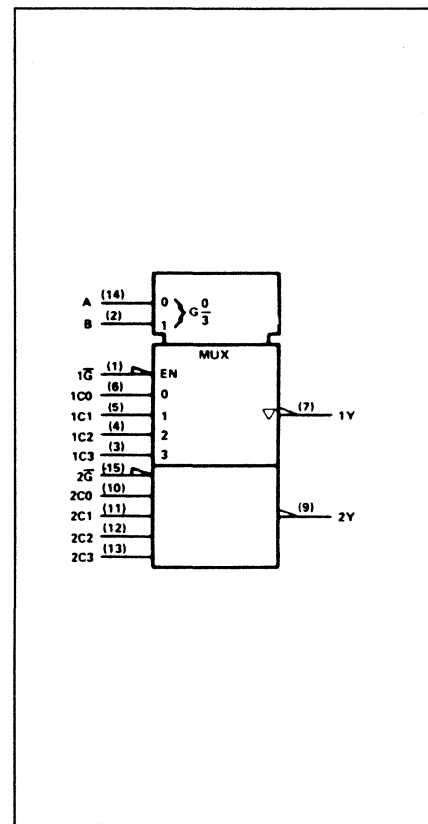 A (14) 0 } G 0/3
B (2) 1
MUX
1G̅ (1) EN
1C0 (6) 0
1C1 (5) 1 ▽ (7) 1Y
1C2 (4) 2
1C3 (3) 3
2G̅ (15)
2C0 (10)
2C1 (11) (9) 2Y
2C2 (12)
2C3 (13)